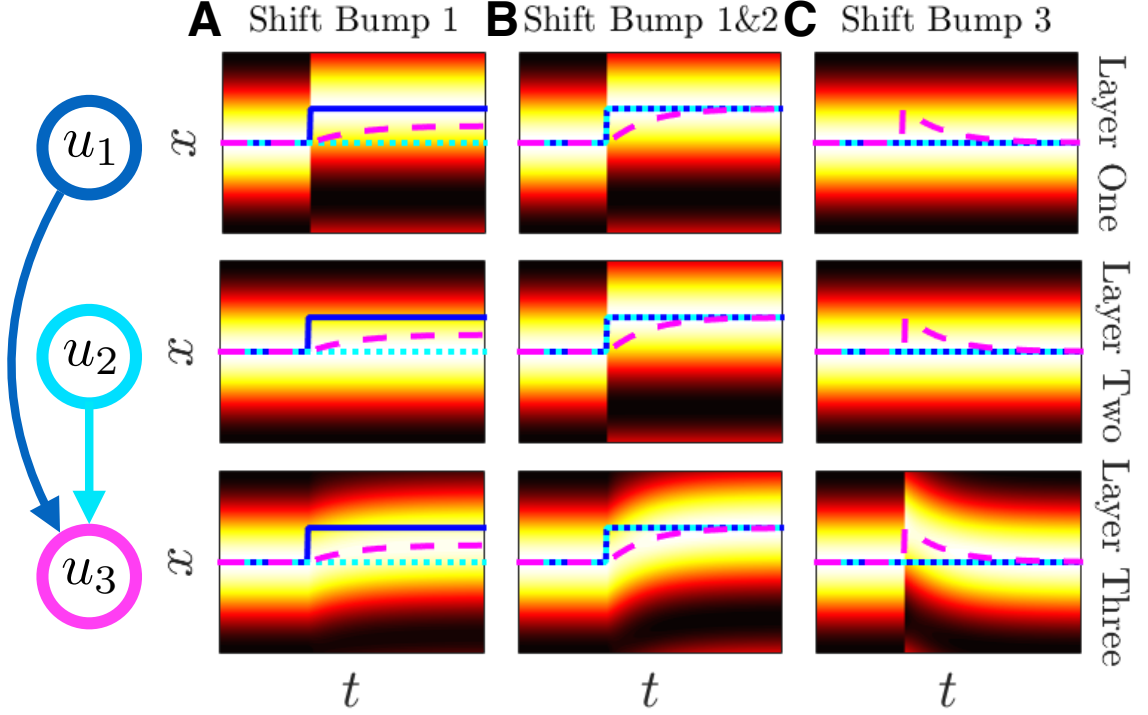 A Shift Bump 1
B Shift Bump 1&2
C Shift Bump 3
u1
x
Layer One
u2
x
Layer Two
u3
x
Layer Three
t
t
t